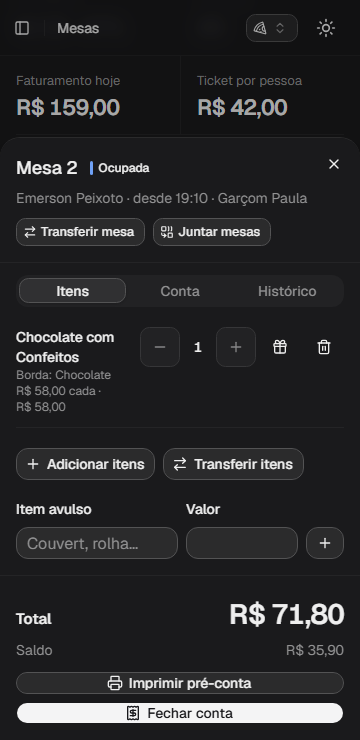 Mesas
Faturamento hoje
R$ 159,00
Ticket por pessoa
R$ 42,00
Mesa 2
Ocupada
Emerson Peixoto · desde 19:10 · Garçom Paula
Transferir mesa
Juntar mesas
Itens
Conta
Histórico
Chocolate com
Confeitos
Borda: Chocolate
R$ 58,00 cada ·
R$ 58,00
1
Adicionar itens
Transferir itens
Item avulso
Valor
Couvert, rolha...
Total
R$ 71,80
Saldo
R$ 35,90
Imprimir pré-conta
Fechar conta